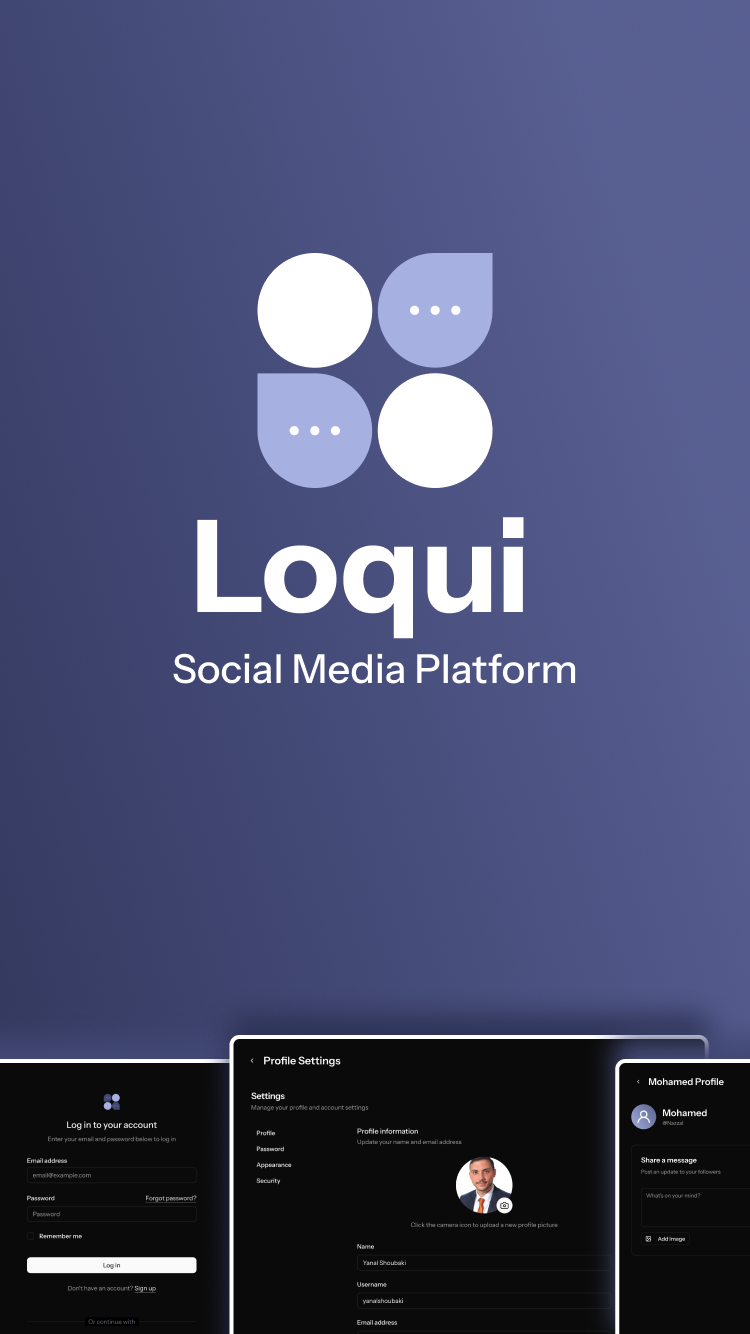 Loqui
Social Media Platform
Log in to your account
Enter your email and password below to log in
Email address
email@example.com
Password
Forgot password?
Password
Remember me
Log in
Don't have an account? Sign up
Or continue with
Profile Settings
Settings
Manage your profile and account settings
Profile
Password
Appearance
Security
Profile information
Update your name and email address
Click the camera icon to upload a new profile picture
Name
Yanal Shoubaki
Username
yanalshoubaki
Email address
Mohamed Profile
Mohamed
@Nazzal
Share a message
Post an update to your followers
What's on your mind?
Add Image